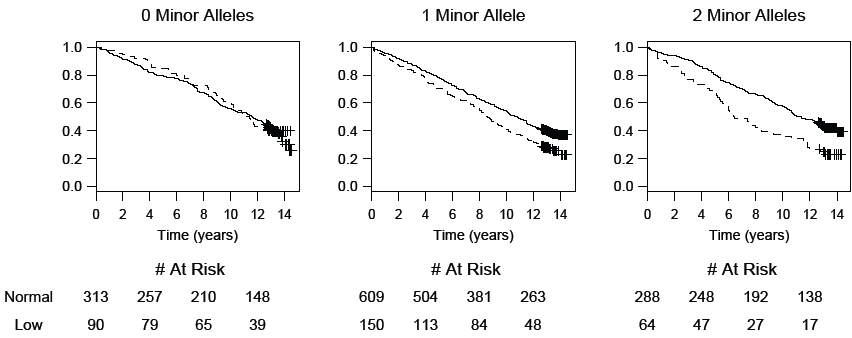 0 Minor Alleles 1 Minor Allele 2 Minor Alleles
1.0 1.0 1.0
0.8 0.8 0.8
0.6 0.6 0.6
0.4 0.4 0.4
0.2 0.2 0.2
0.0 0.0 0.0
0 2 4 6 8 10 12 14 0 2 4 6 8 10 12 14 0 2 4 6 8 10 12 14
Time (years) Time (years) Time (years)
# At Risk # At Risk # At Risk
Normal 313 257 210 148 609 504 381 263 288 248 192 138
Low 90 79 65 39 150 113 84 48 64 47 27 17